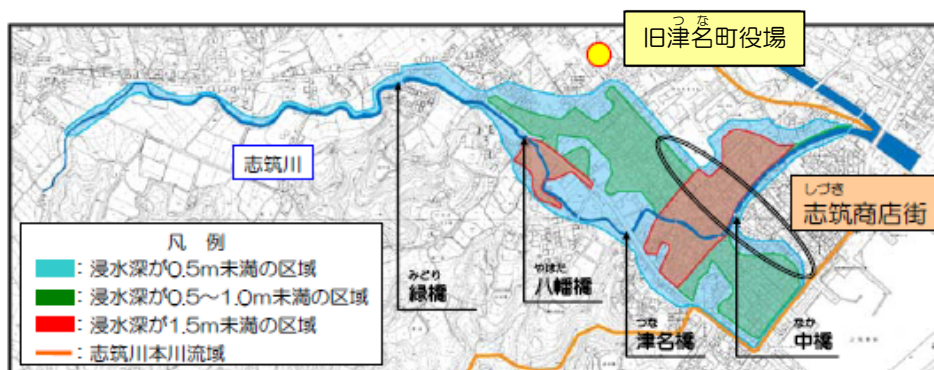 つな
旧津名町役場
志筑川
しづき
志筑商店街
凡 例
：浸水深が0.5m未満の区域
：浸水深が0.5～1.0m未満の区域
：浸水深が1.5m未満の区域
：志筑川本川流域
みどり
緑橋
やはた
八幡橋
つな
津名橋
なか
中橋